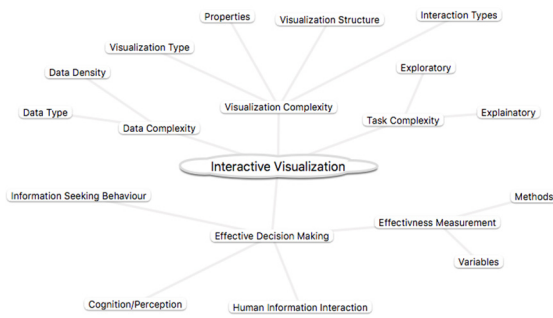 Properties
Visualization Structure
Interaction Types
Visualization Type
Data Density
Exploratory
Data Type
Data Complexity
Visualization Complexity
Task Complexity
Explainatory
Interactive Visualization
Information Seeking Behaviour
Effective Decision Making
Effectivness Measurement
Methods
Variables
Cognition/Perception
Human Information Interaction